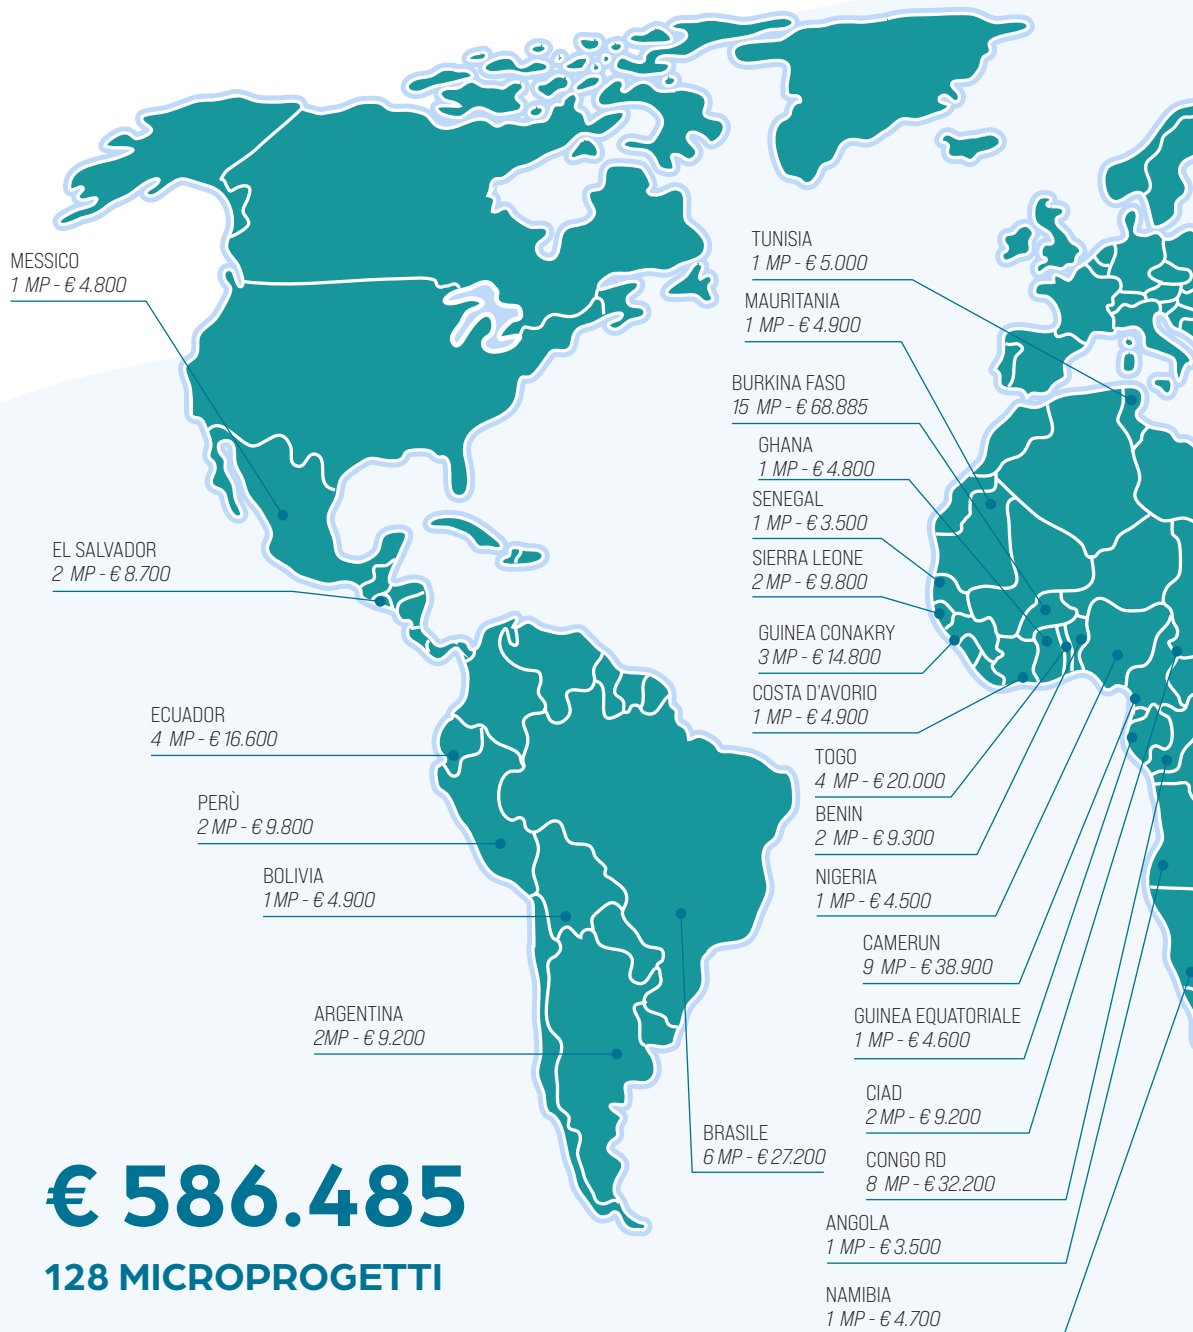 MESSICO
1 MP - € 4.800
EL SALVADOR
2 MP - € 8.700
ECUADOR
4 MP - € 16.600
PERÙ
2 MP - € 9.800
BOLIVIA
1 MP - € 4.900
ARGENTINA
2MP - € 9.200
BRASILE
6 MP - € 27.200
TUNISIA
1 MP - € 5.000
MAURITANIA
1 MP - € 4.900
BURKINA FASO
15 MP - € 68.885
GHANA
1 MP - € 4.800
SENEGAL
1 MP - € 3.500
SIERRA LEONE
2 MP - € 9.800
GUINEA CONAKRY
3 MP - € 14.800
COSTA D'AVORIO
1 MP - € 4.900
TOGO
4 MP - € 20.000
BENIN
2 MP - € 9.300
NIGERIA
1 MP - € 4.500
CAMERUN
9 MP - € 38.900
GUINEA EQUATORIALE
1 MP - € 4.600
CIAD
2 MP - € 9.200
CONGO RD
8 MP - € 32.200
ANGOLA
1 MP - € 3.500
NAMIBIA
1 MP - € 4.700
€ 586.485
128 MICROPROGETTI